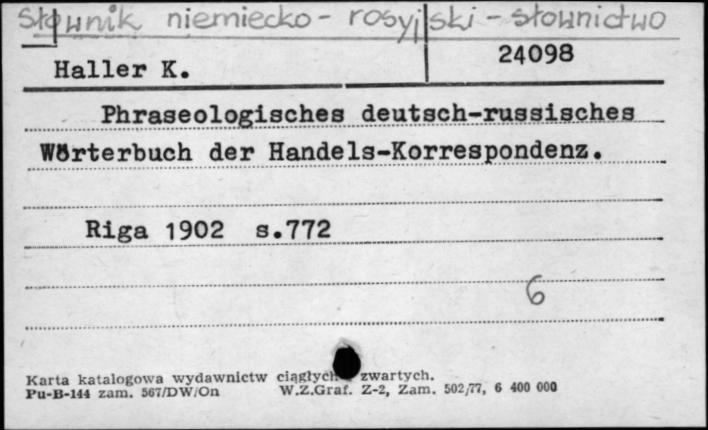 Słownik niemiecko-rosyjski - słownictwo
24098
Haller K.
Phraseologisches deutsch-russisches
Wörterbuch der Handels-Korrespondenz.
Riga 1902 s.772
6
Karta katalogowa wydawnictw ciągłych zwartych.
Pu-B-144 zam. 567/DW/On W.Z.Graf. Z-2, Zam. 502/77, 6 400 000